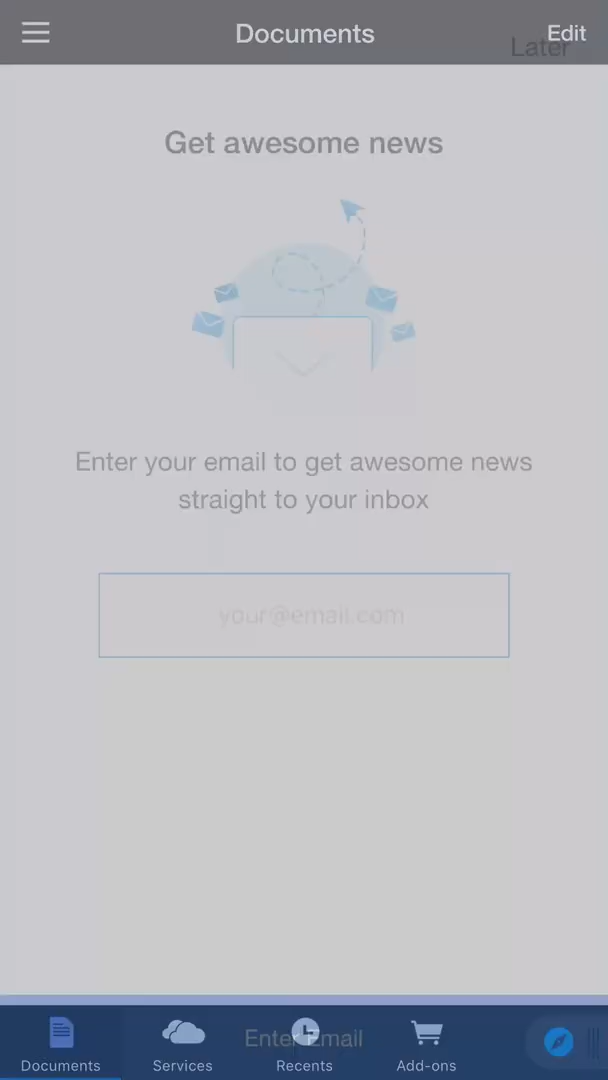 Documents
Edit
Later
Get awesome news
Enter your email to get awesome news
straight to your inbox
your@email.com
Enter Email
Documents
Services
Recents
Add-ons